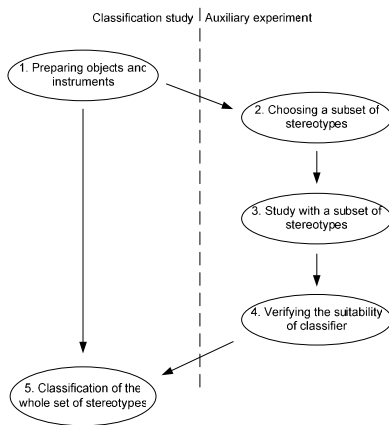 Classification study
Auxiliary experiment
1. Preparing objects and
instruments
2. Choosing a subset of
stereotypes
3. Study with a subset of
stereotypes
4. Verifying the suitability
of classifier
5. Classification of the
whole set of stereotypes